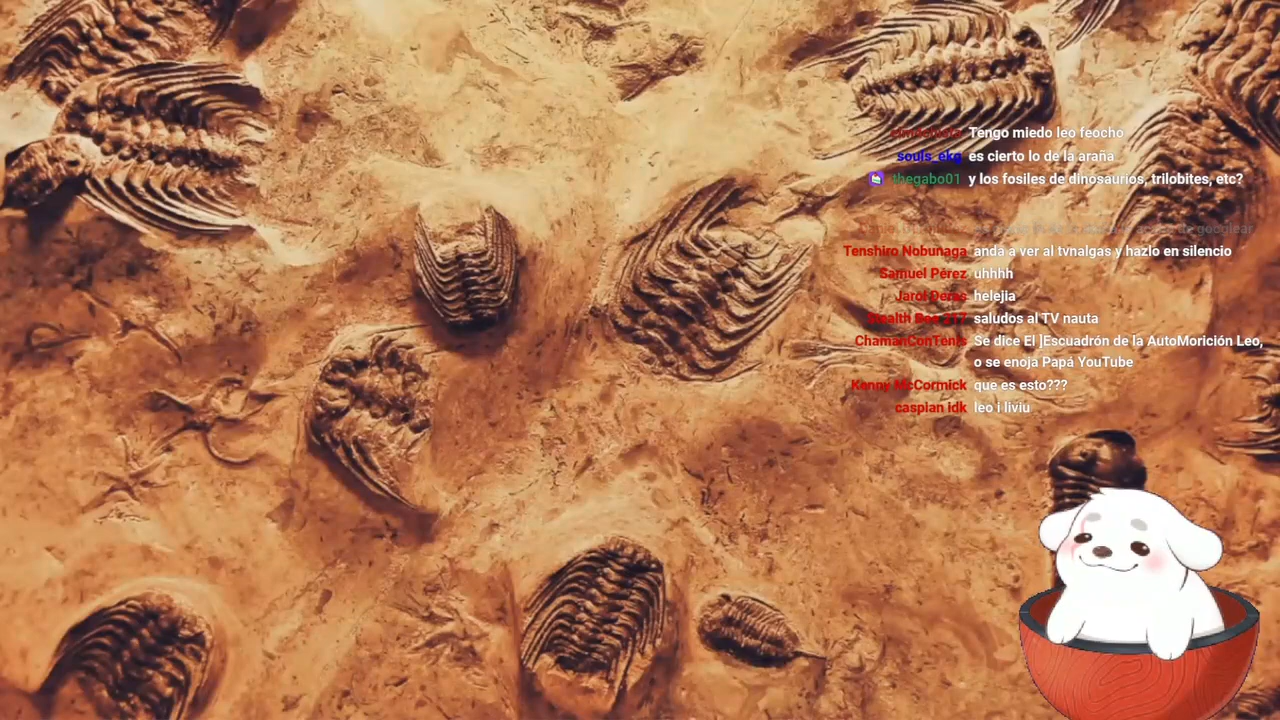 Tengo miedo leo feocho
souls_ekg es cierto lo de la araña
thegabo01 y los fosiles de dinosaurios, trilobites, etc?
Tenshiro Nobunaga anda a ver al tvnalgas y hazlo en silencio
Samuel Pérez uhhhh
Jarol Deras helejia
saludos al TV nauta
ChamanConTenis Se dice El ]Escuadrón de la AutoMorición Leo,
o se enoja Papá YouTube
Kenny McCormick que es esto???
caspian idk leo i liviu